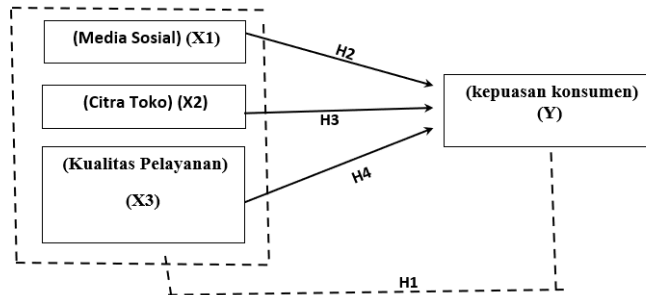 (Media Sosial) (X1)
H2
(Citra Toko) (X2)
H3
(kepuasan konsumen)
(Y)
(Kualitas Pelayanan)
(X3)
H4
H1